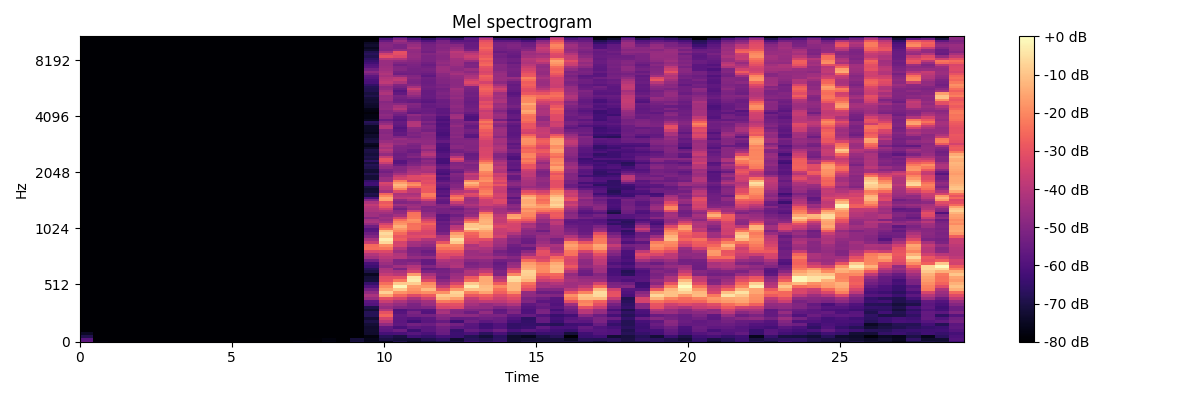 Mel spectrogram
Hz
8192
4096
2048
1024
512
0
0 5 10 15 20 25
Time
+0 dB
-10 dB
-20 dB
-30 dB
-40 dB
-50 dB
-60 dB
-70 dB
-80 dB